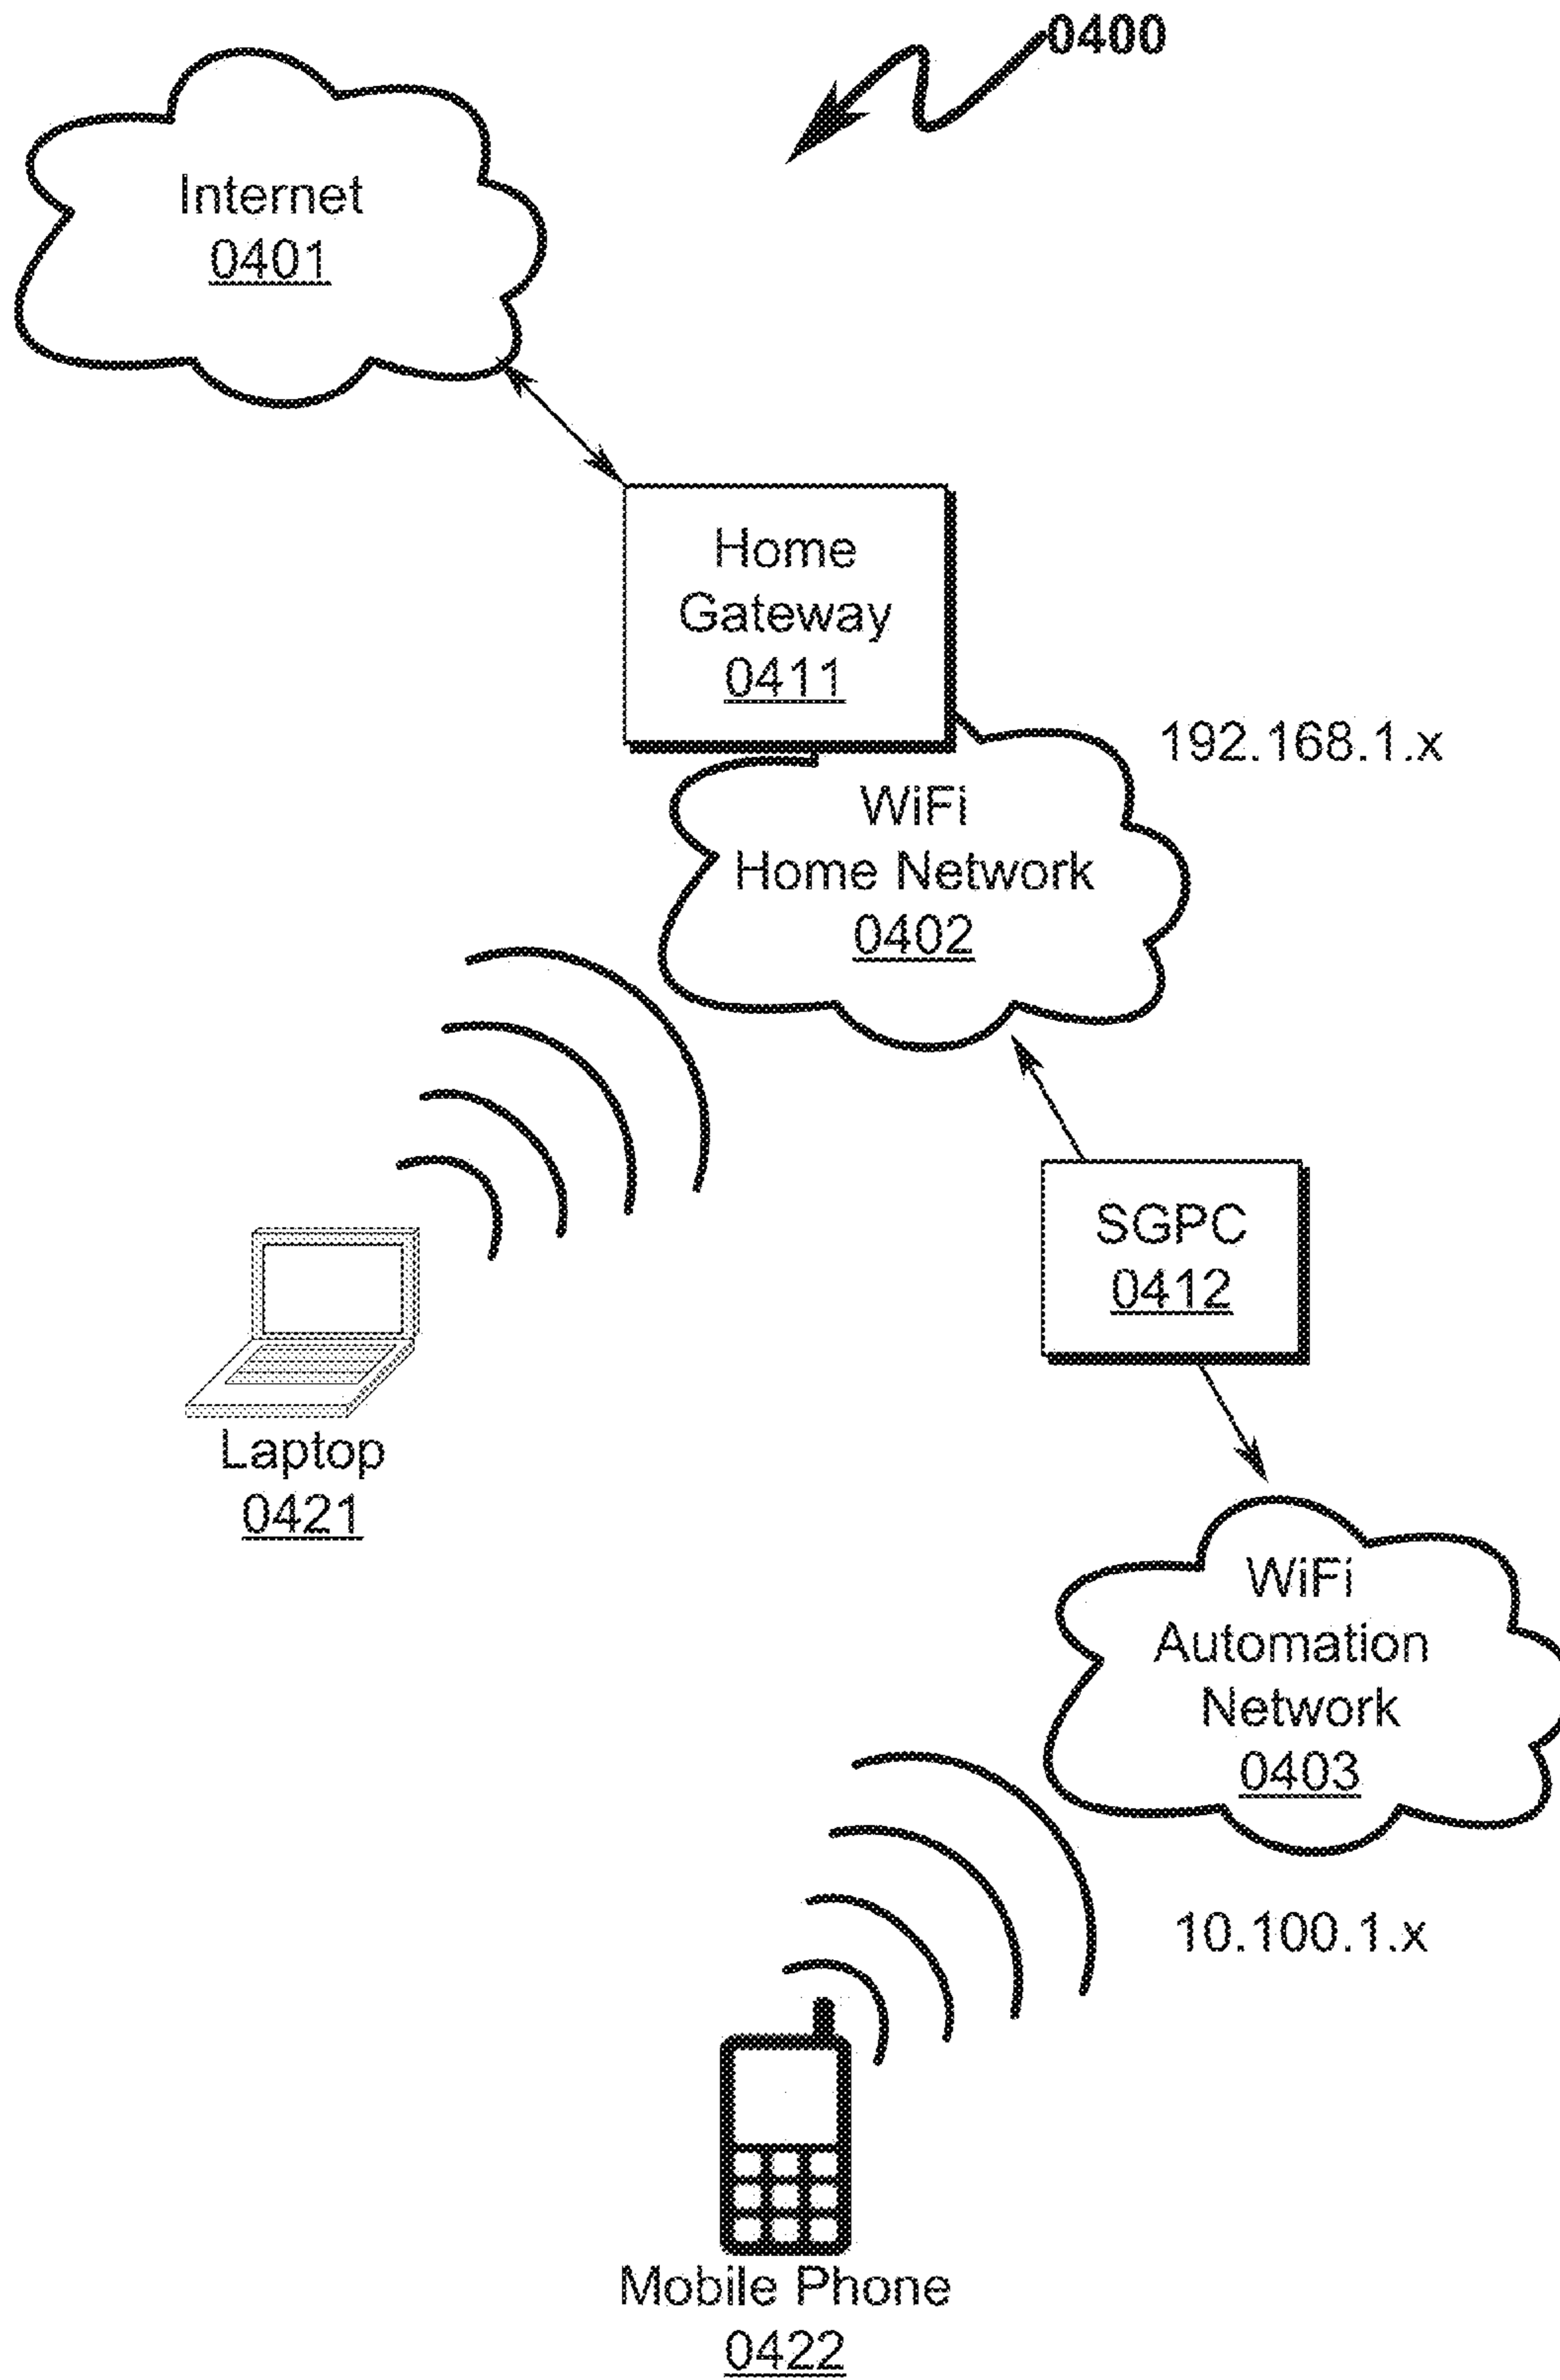 0400
Internet
0401
Home
Gateway
0411
192.168.1.x
WiFi
Home Network
0402
SGPC
0412
Laptop
0421
WiFi
Automation
Network
0403
10.100.1.x
Mobile Phone
0422